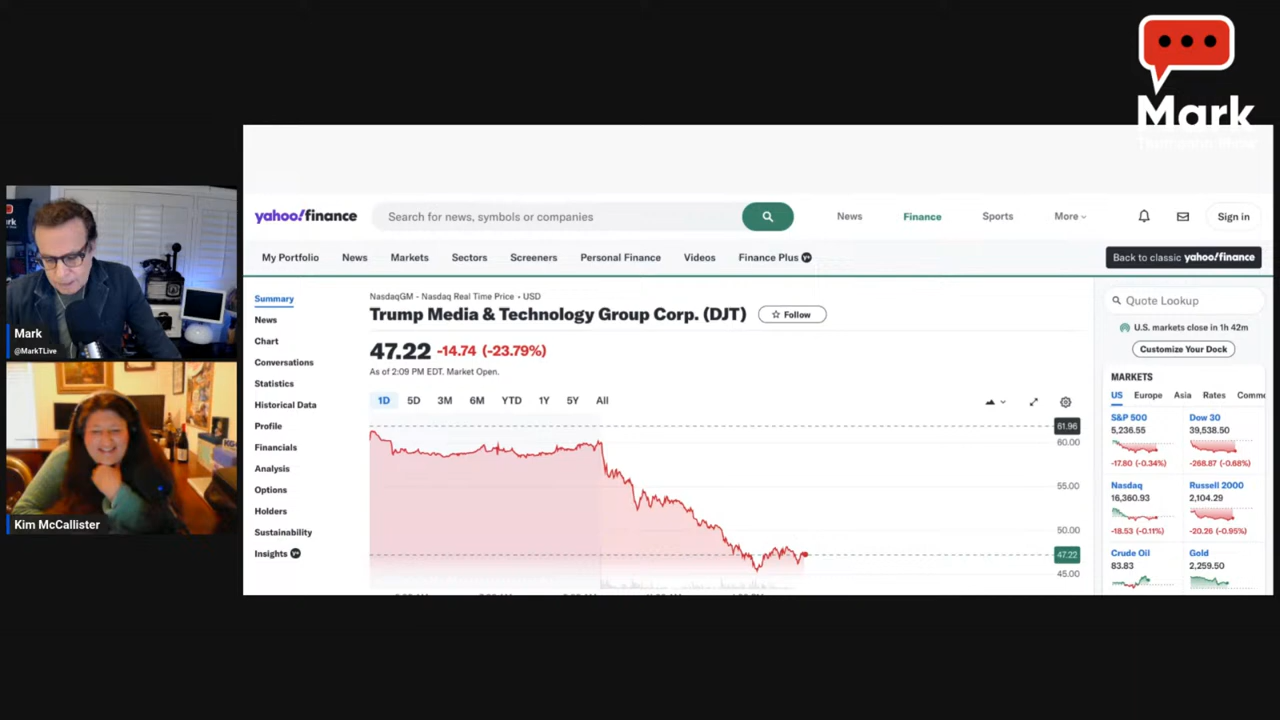 Mark
yahoo!finance
Search for news, symbols or companies
News
Finance
Sports
More
Sign in
My Portfolio
News
Markets
Sectors
Screeners
Personal Finance
Videos
Finance Plus
Back to classic yahoo!finance
Summary
News
Chart
Conversations
Statistics
Historical Data
Profile
Financials
Analysis
Options
Holders
Sustainability
Insights
NasdaqGM - Nasdaq Real Time Price • USD
Trump Media & Technology Group Corp. (DJT)
Follow
47.22 -14.74 (-23.79%)
As of 2:09 PM EDT. Market Open.
1D 5D 3M 6M YTD 1Y 5Y All
61.96
60.00
55.00
50.00
47.22
45.00
Quote Lookup
U.S. markets close in 1h 42m
Customize Your Dock
MARKETS
US Europe Asia Rates Comm
S&P 500
5,236.55
-17.80 (-0.34%)
Dow 30
39,538.50
-268.87 (-0.68%)
Nasdaq
16,360.93
-18.53 (-0.11%)
Russell 2000
2,104.29
-20.26 (-0.95%)
Crude Oil
83.83
Gold
2,259.50
Mark
@MarkTLive
Kim McCallister